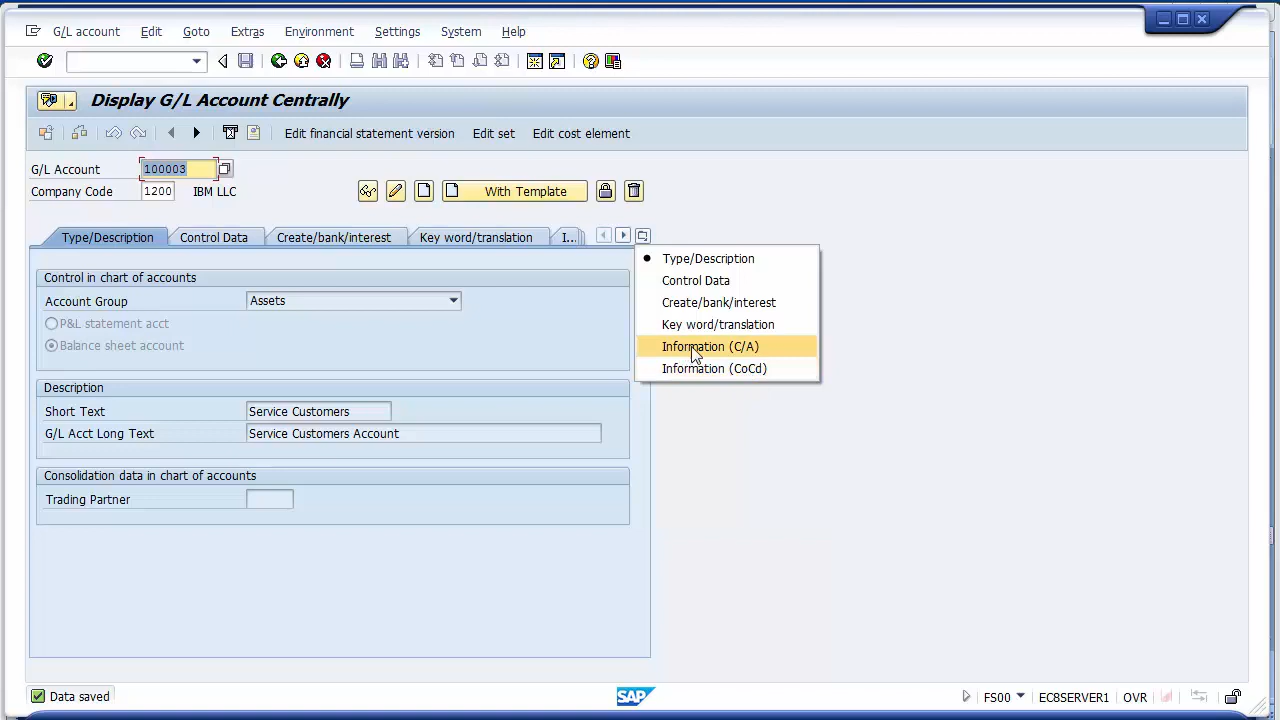 G/L account Edit Goto Extras Environment Settings System Help
Display G/L Account Centrally
Edit financial statement version Edit set Edit cost element
G/L Account 100003
Company Code 1200 IBM LLC With Template
Type/Description Control Data Create/bank/interest Key word/translation I...
Type/Description
Control Data
Create/bank/interest
Key word/translation
Information (C/A)
Information (CoCd)
Control in chart of accounts
Account Group Assets
P&L statement acct
Balance sheet account
Description
Short Text Service Customers
G/L Acct Long Text Service Customers Account
Consolidation data in chart of accounts
Trading Partner
Data saved SAP FS00 EC8SERVER1 OVR